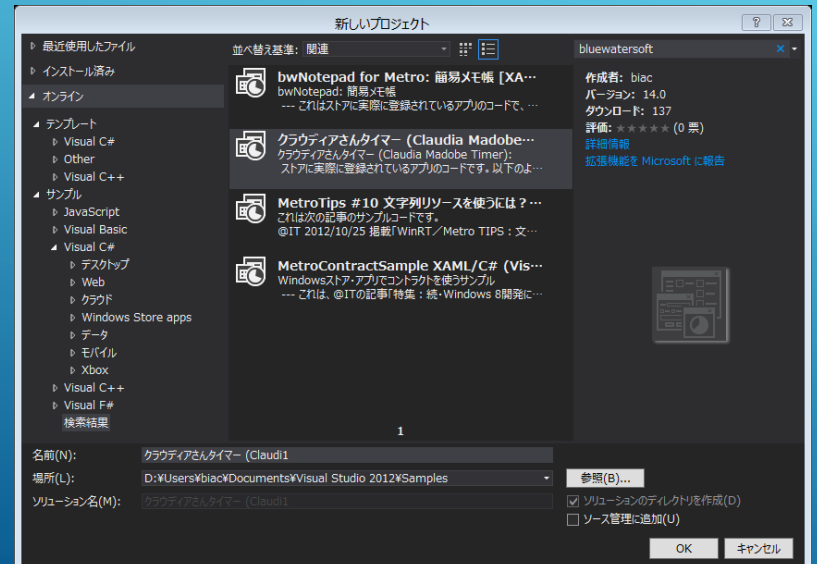 新しいプロジェクト
最近使用したファイル
インストール済み
オンライン
テンプレート
Visual C#
Other
Visual C++
サンプル
JavaScript
Visual Basic
Visual C#
デスクトップ
Web
クラウド
Windows Store apps
データ
モバイル
Xbox
Visual C++
Visual F#
検索結果
並べ替え基準: 関連
bwNotepad for Metro: 簡易メモ帳 [XA…
bwNotepad: 簡易メモ帳
--- これはストアに実際に登録されているアプリのコードで、…
クラウディアさんタイマー (Claudia Madobe…
クラウディアさんタイマー (Claudia Madobe Timer):
ストアに実際に登録されているアプリのコードです。以下のよ…
MetroTips #10 文字列リソースを使うには？…
これは次の記事のサンプルコードです。
@IT 2012/10/25 掲載「WinRT／Metro TIPS：文…
MetroContractSample XAML/C# (Vis…
Windowsストア・アプリでコントラクトを使うサンプル
--- これは、@ITの記事「特集：続・Windows 8開発に…
1
bluewatersoft
作成者: biac
バージョン: 14.0
ダウンロード: 137
評価: ★★★★★ (0 票)
詳細情報
拡張機能を Microsoft に報告
名前(N):
クラウディアさんタイマー (Claudi1
場所(L):
D:¥Users¥biac¥Documents¥Visual Studio 2012¥Samples
参照(B)...
ソリューション名(M):
クラウディアさんタイマー (Claudi1
ソリューションのディレクトリを作成(D)
ソース管理に追加(U)
OK
キャンセル